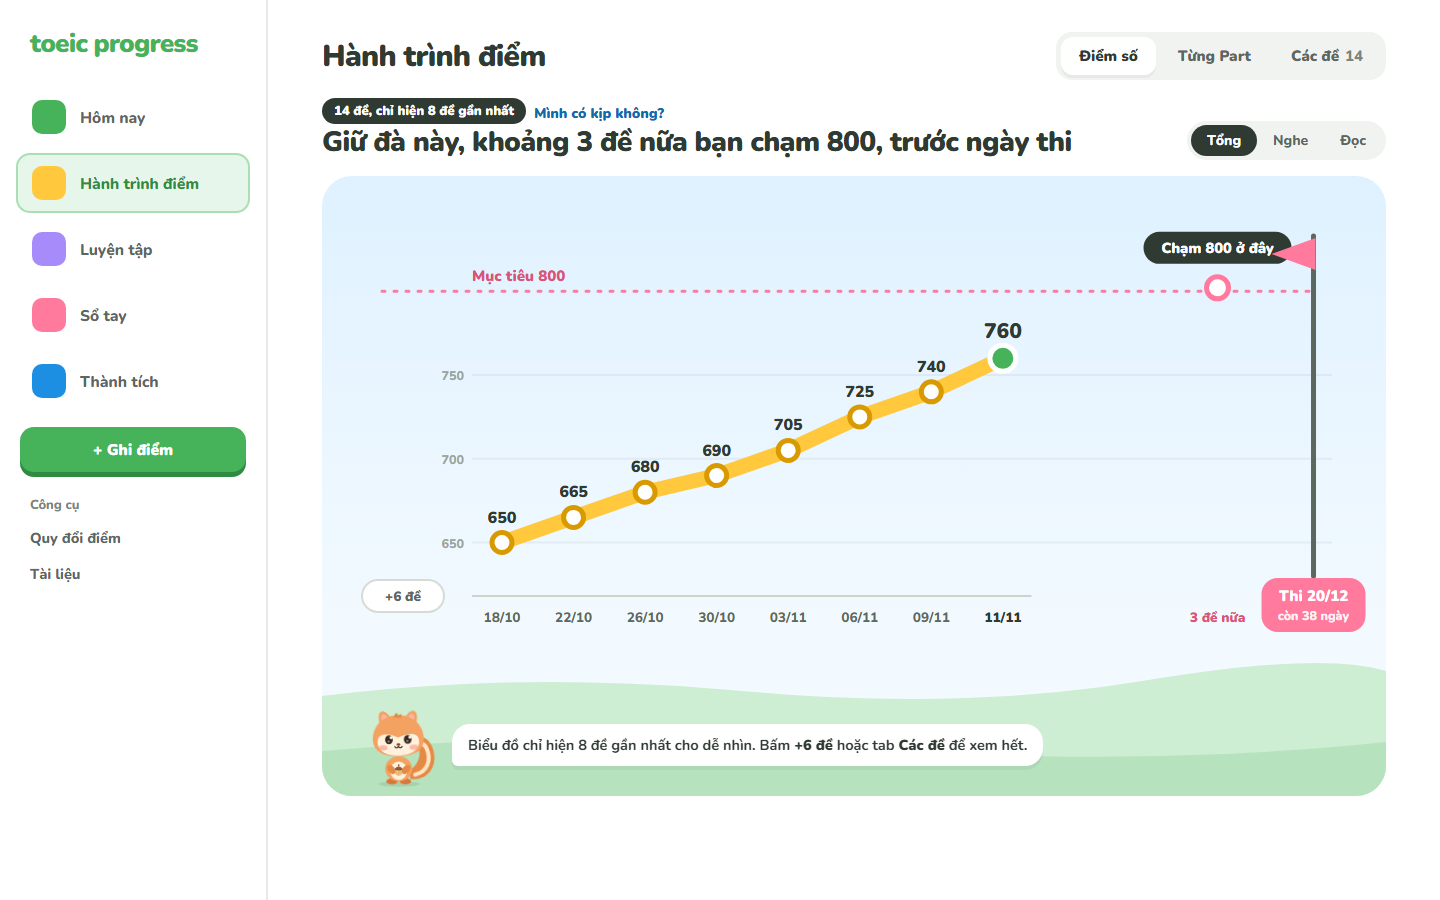 toeic progress
Hôm nay
Hành trình điểm
Luyện tập
Sổ tay
Thành tích
+ Ghi điểm
Công cụ
Quy đổi điểm
Tài liệu
Hành trình điểm
Điểm số
Từng Part
Các đề 14
14 đề, chỉ hiện 8 đề gần nhất
Mình có kịp không?
Giữ đà này, khoảng 3 đề nữa bạn chạm 800, trước ngày thi
Tổng
Nghe
Đọc
Chạm 800 ở đây
Mục tiêu 800
760
740
725
705
690
680
665
650
750
700
650
+6 đề
18/10
22/10
26/10
30/10
03/11
06/11
09/11
11/11
3 đề nữa
Thi 20/12
còn 38 ngày
Biểu đồ chỉ hiện 8 đề gần nhất cho dễ nhìn. Bấm +6 đề hoặc tab Các đề để xem hết.